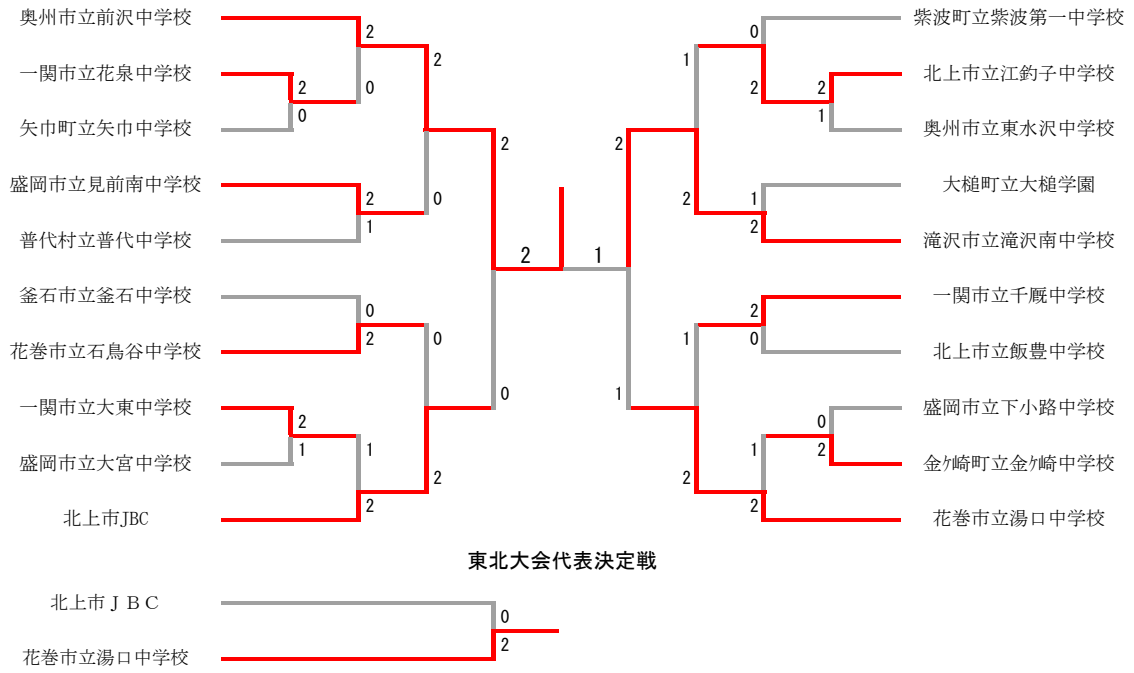 奥州市立前沢中学校
一関市立花泉中学校
矢巾町立矢巾中学校
盛岡市立見前南中学校
普代村立普代中学校
釜石市立釜石中学校
花巻市立石鳥谷中学校
一関市立大東中学校
盛岡市立大宮中学校
北上市JBC
2
0
2
0
2
1
0
2
2
1
1
2
2
0
0
2
2
0
2
1
2
1
1
2
1
2
0
2
2
1
1
2
2
0
0
2
1
2
紫波町立紫波第一中学校
北上市立江釣子中学校
奥州市立東水沢中学校
大槌町立大槌学園
滝沢市立滝沢南中学校
一関市立千厩中学校
北上市立飯豊中学校
盛岡市立下小路中学校
金ケ崎町立金ケ崎中学校
花巻市立湯口中学校
東北大会代表決定戦
北上市ＪＢＣ
花巻市立湯口中学校
0
2